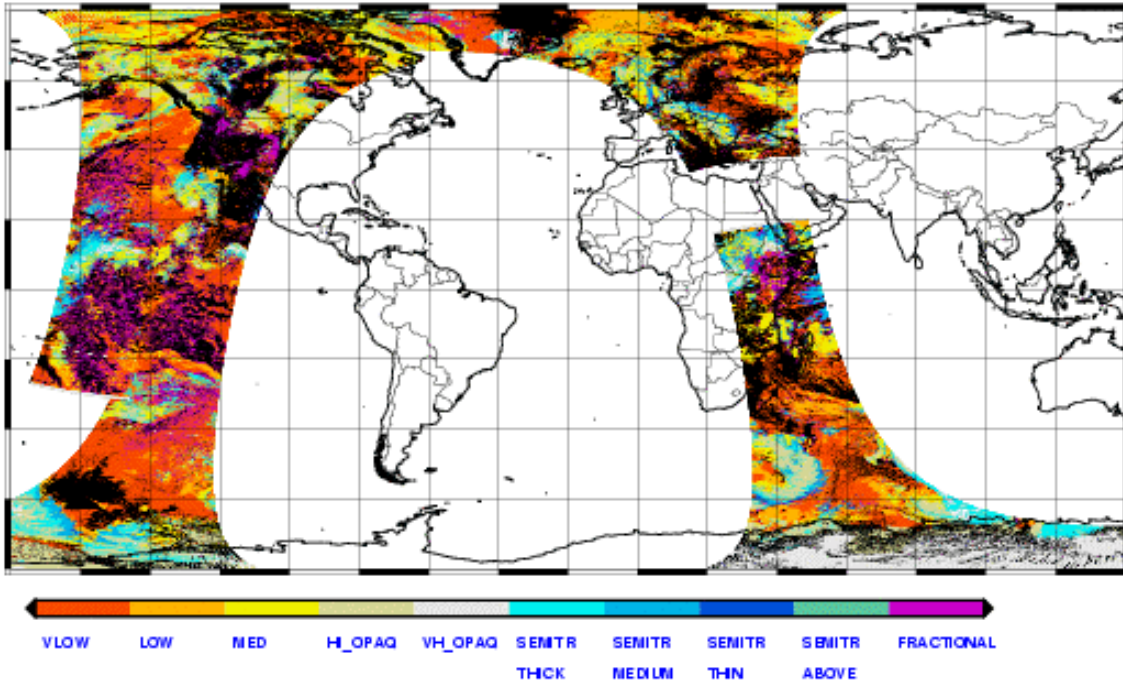 VLOW LOW MED HI_OPAQ VH_OPAQ SEMITR SEMITR SEMITR SEMITR FRACTIONAL
THICK MEDIUM THIN ABOVE